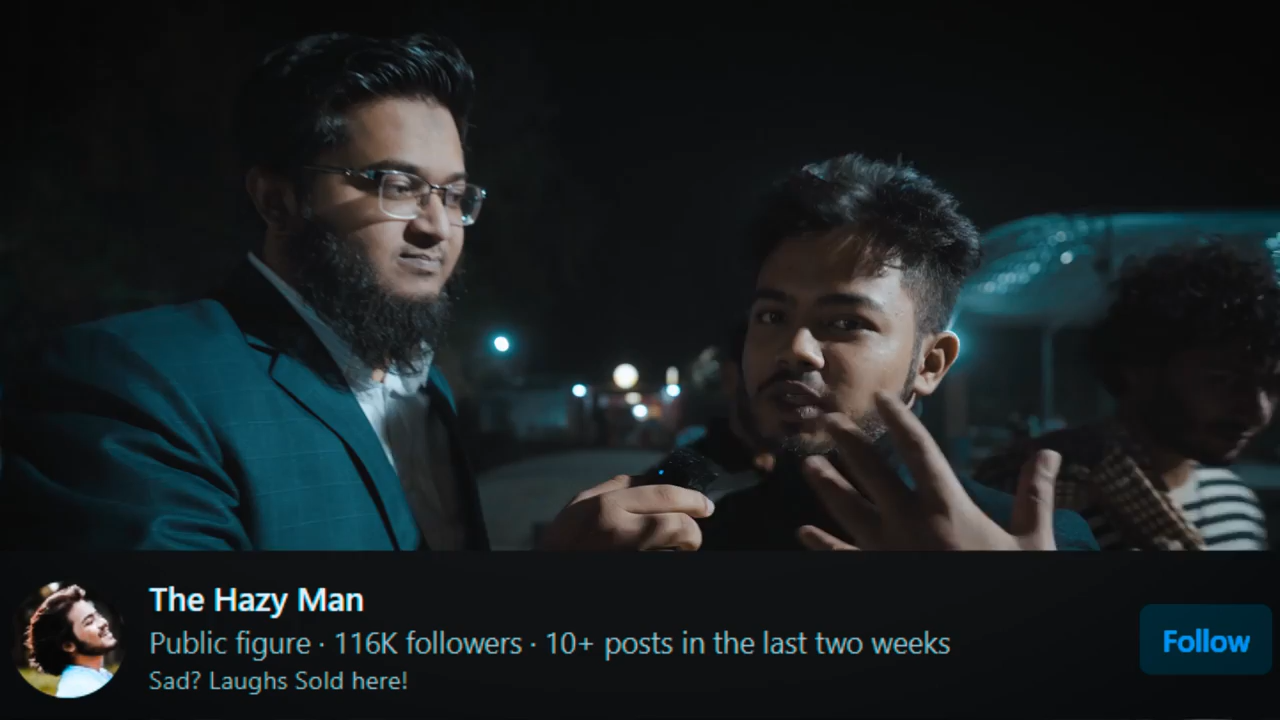 The Hazy Man
Public figure · 116K followers · 10+ posts in the last two weeks
Sad? Laughs Sold here!
Follow